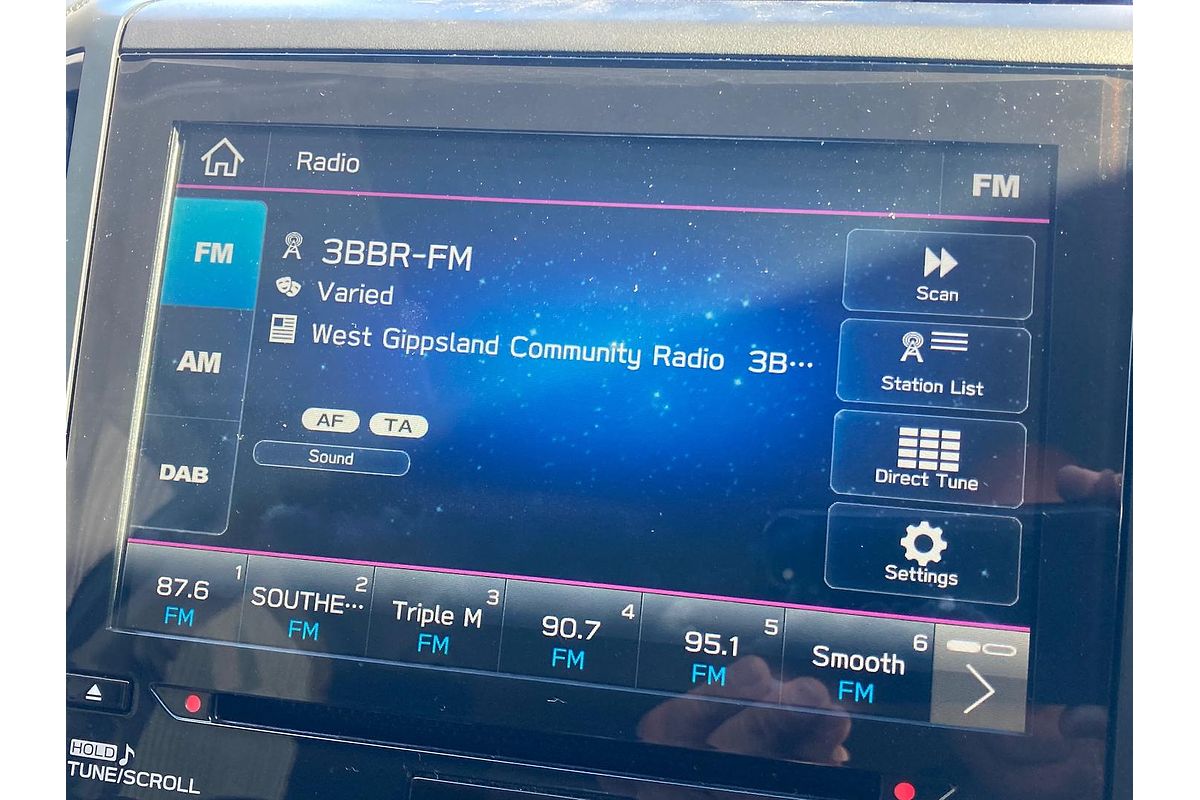 Radio
FM
FM
3BBR-FM
Scan
Varied
AM
West Gippsland Community Radio 3B···
Station List
AF TA
Sound
DAB
Direct Tune
Settings
1
87.6
FM
2
SOUTHE···
FM
3
Triple M
FM
4
90.7
FM
5
95.1
FM
6
Smooth
FM
HOLD
TUNE/SCROLL